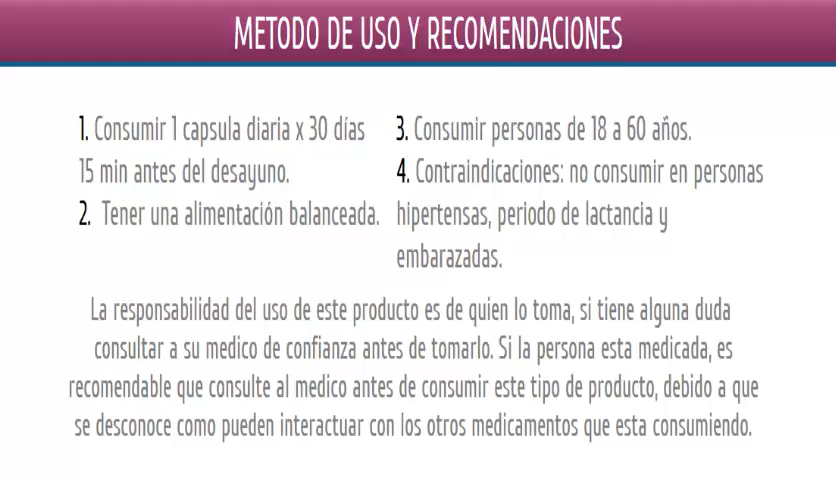 METODO DE USO Y RECOMENDACIONES
1. Consumir 1 capsula diaria x 30 días
15 min antes del desayuno.
2. Tener una alimentación balanceada.
3. Consumir personas de 18 a 60 años.
4. Contraindicaciones: no consumir en personas
hipertensas, periodo de lactancia y
embarazadas.
La responsabilidad del uso de este producto es de quien lo toma, si tiene alguna duda
consultar a su medico de confianza antes de tomarlo. Si la persona esta medicada, es
recomendable que consulte al medico antes de consumir este tipo de producto, debido a que
se desconoce como pueden interactuar con los otros medicamentos que esta consumiendo.